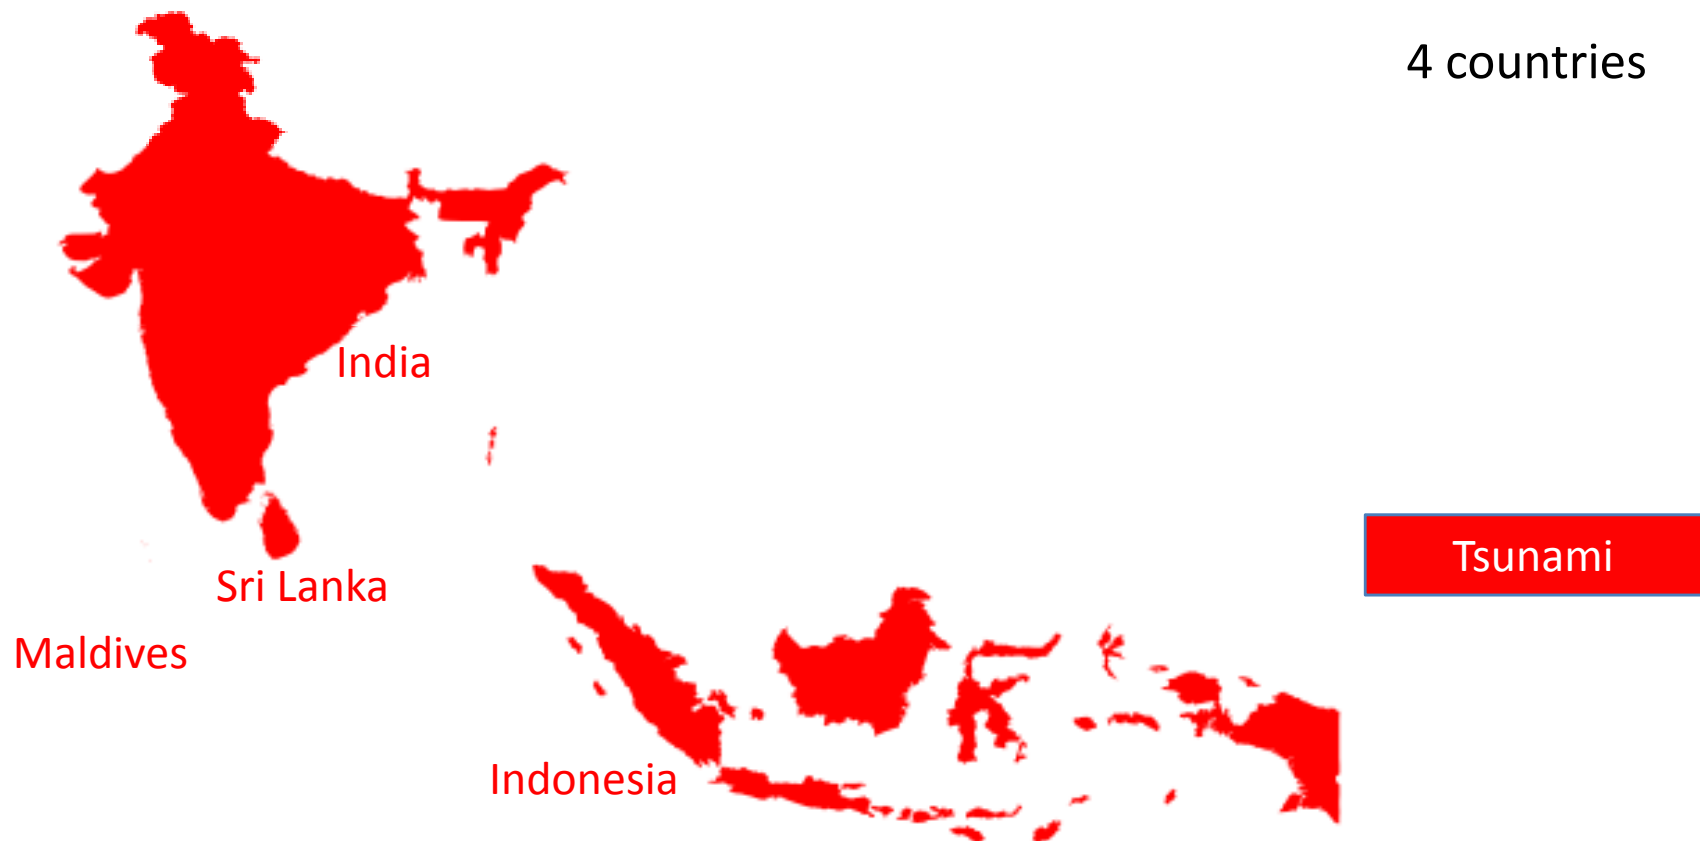 4 countries
India
Tsunami
Sri Lanka
Maldives
Indonesia